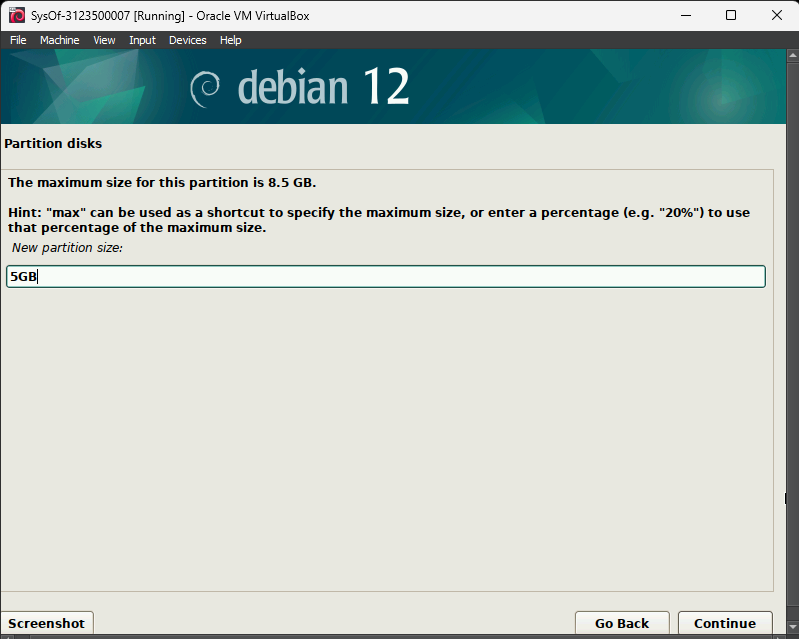 SysOf-3123500007 [Running] - Oracle VM VirtualBox
File Machine View Input Devices Help
debian 12
Partition disks
The maximum size for this partition is 8.5 GB.
Hint: "max" can be used as a shortcut to specify the maximum size, or enter a percentage (e.g. "20%") to use
that percentage of the maximum size.
New partition size:
5GB
Screenshot Go Back Continue